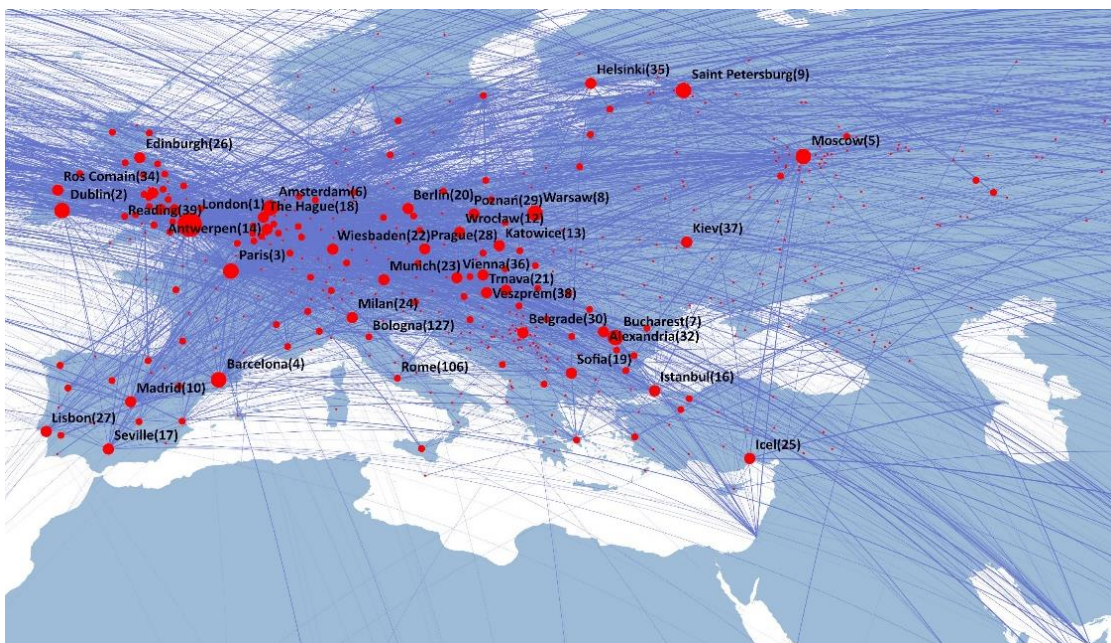 Helsinki(35)
Saint Petersburg(9)
Moscow(5)
Edinburgh(26)
Ros Comain(34)
Dublin(2)
Reading(39)
London(1)
Antwerpen(14)
Amsterdam(6)
The Hague(18)
Berlin(20)
Poznań(29)
Warsaw(8)
Wrocław(12)
Katowice(13)
Wiesbaden(22)
Prague(28)
Kiev(37)
Paris(3)
Munich(23)
Vienna(36)
Trnava(21)
Veszprem(38)
Milan(24)
Bologna(127)
Belgrade(30)
Bucharest(7)
Alexandria(32)
Barcelona(4)
Rome(106)
Sofia(19)
Istanbul(16)
Madrid(10)
Lisbon(27)
Seville(17)
Icel(25)